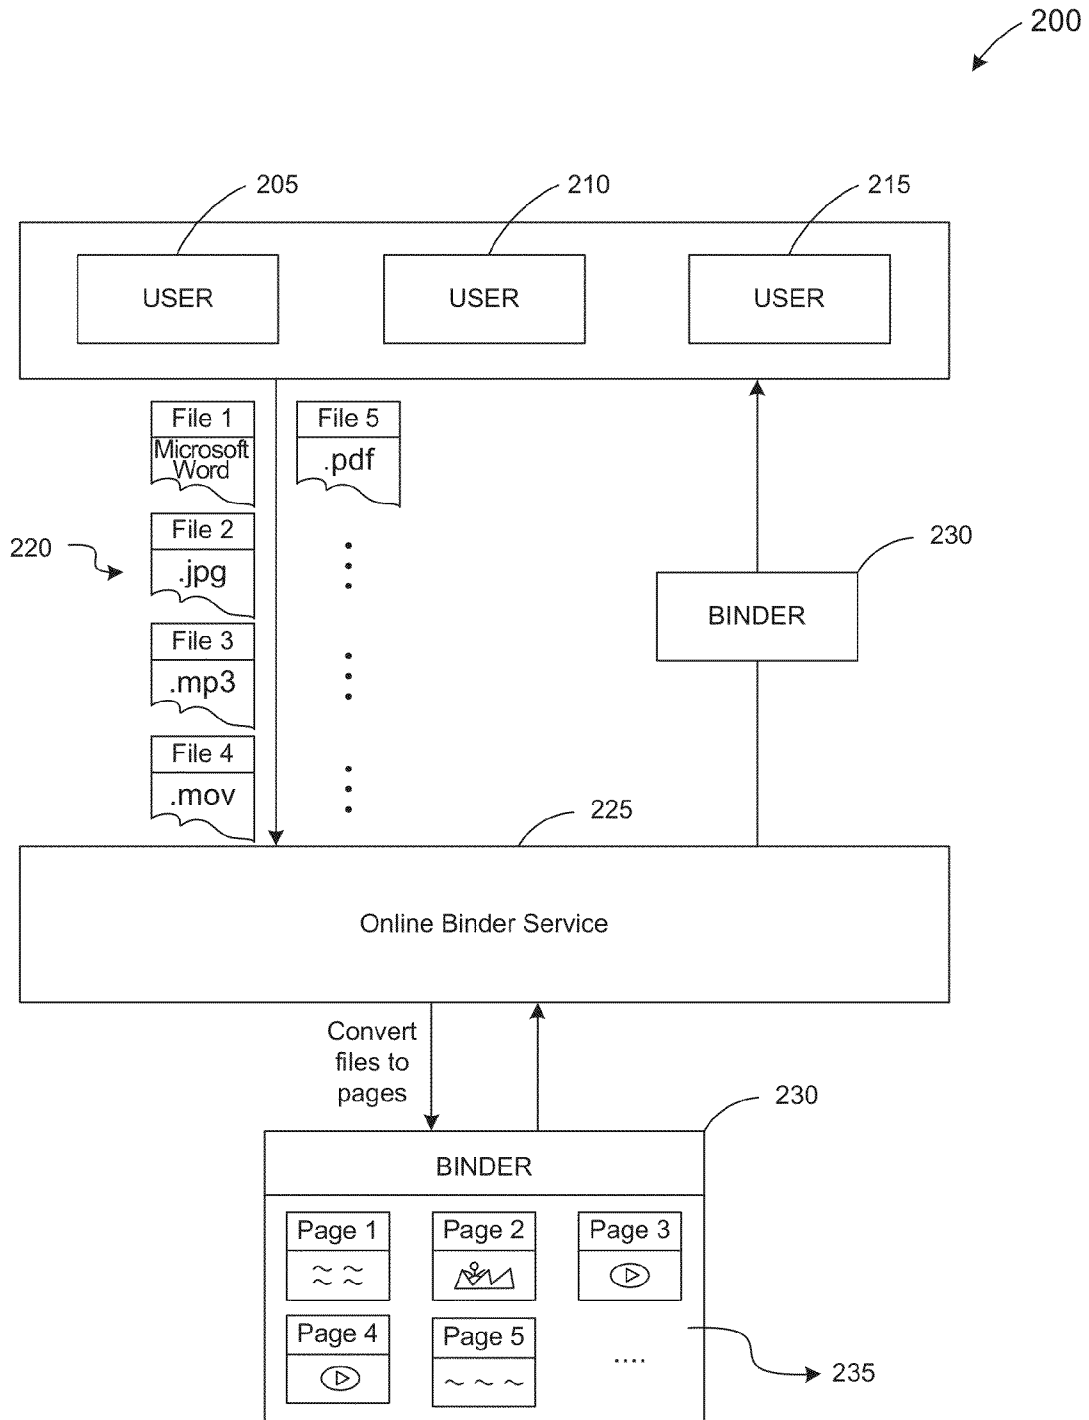 200
205
210
215
USER
USER
USER
File 1
Microsoft
Word
File 5
.pdf
File 2
.jpg
220
230
BINDER
File 3
.mp3
File 4
.mov
225
Online Binder Service
Convert
files to
pages
230
BINDER
Page 1
Page 2
Page 3
Page 4
Page 5
....
235